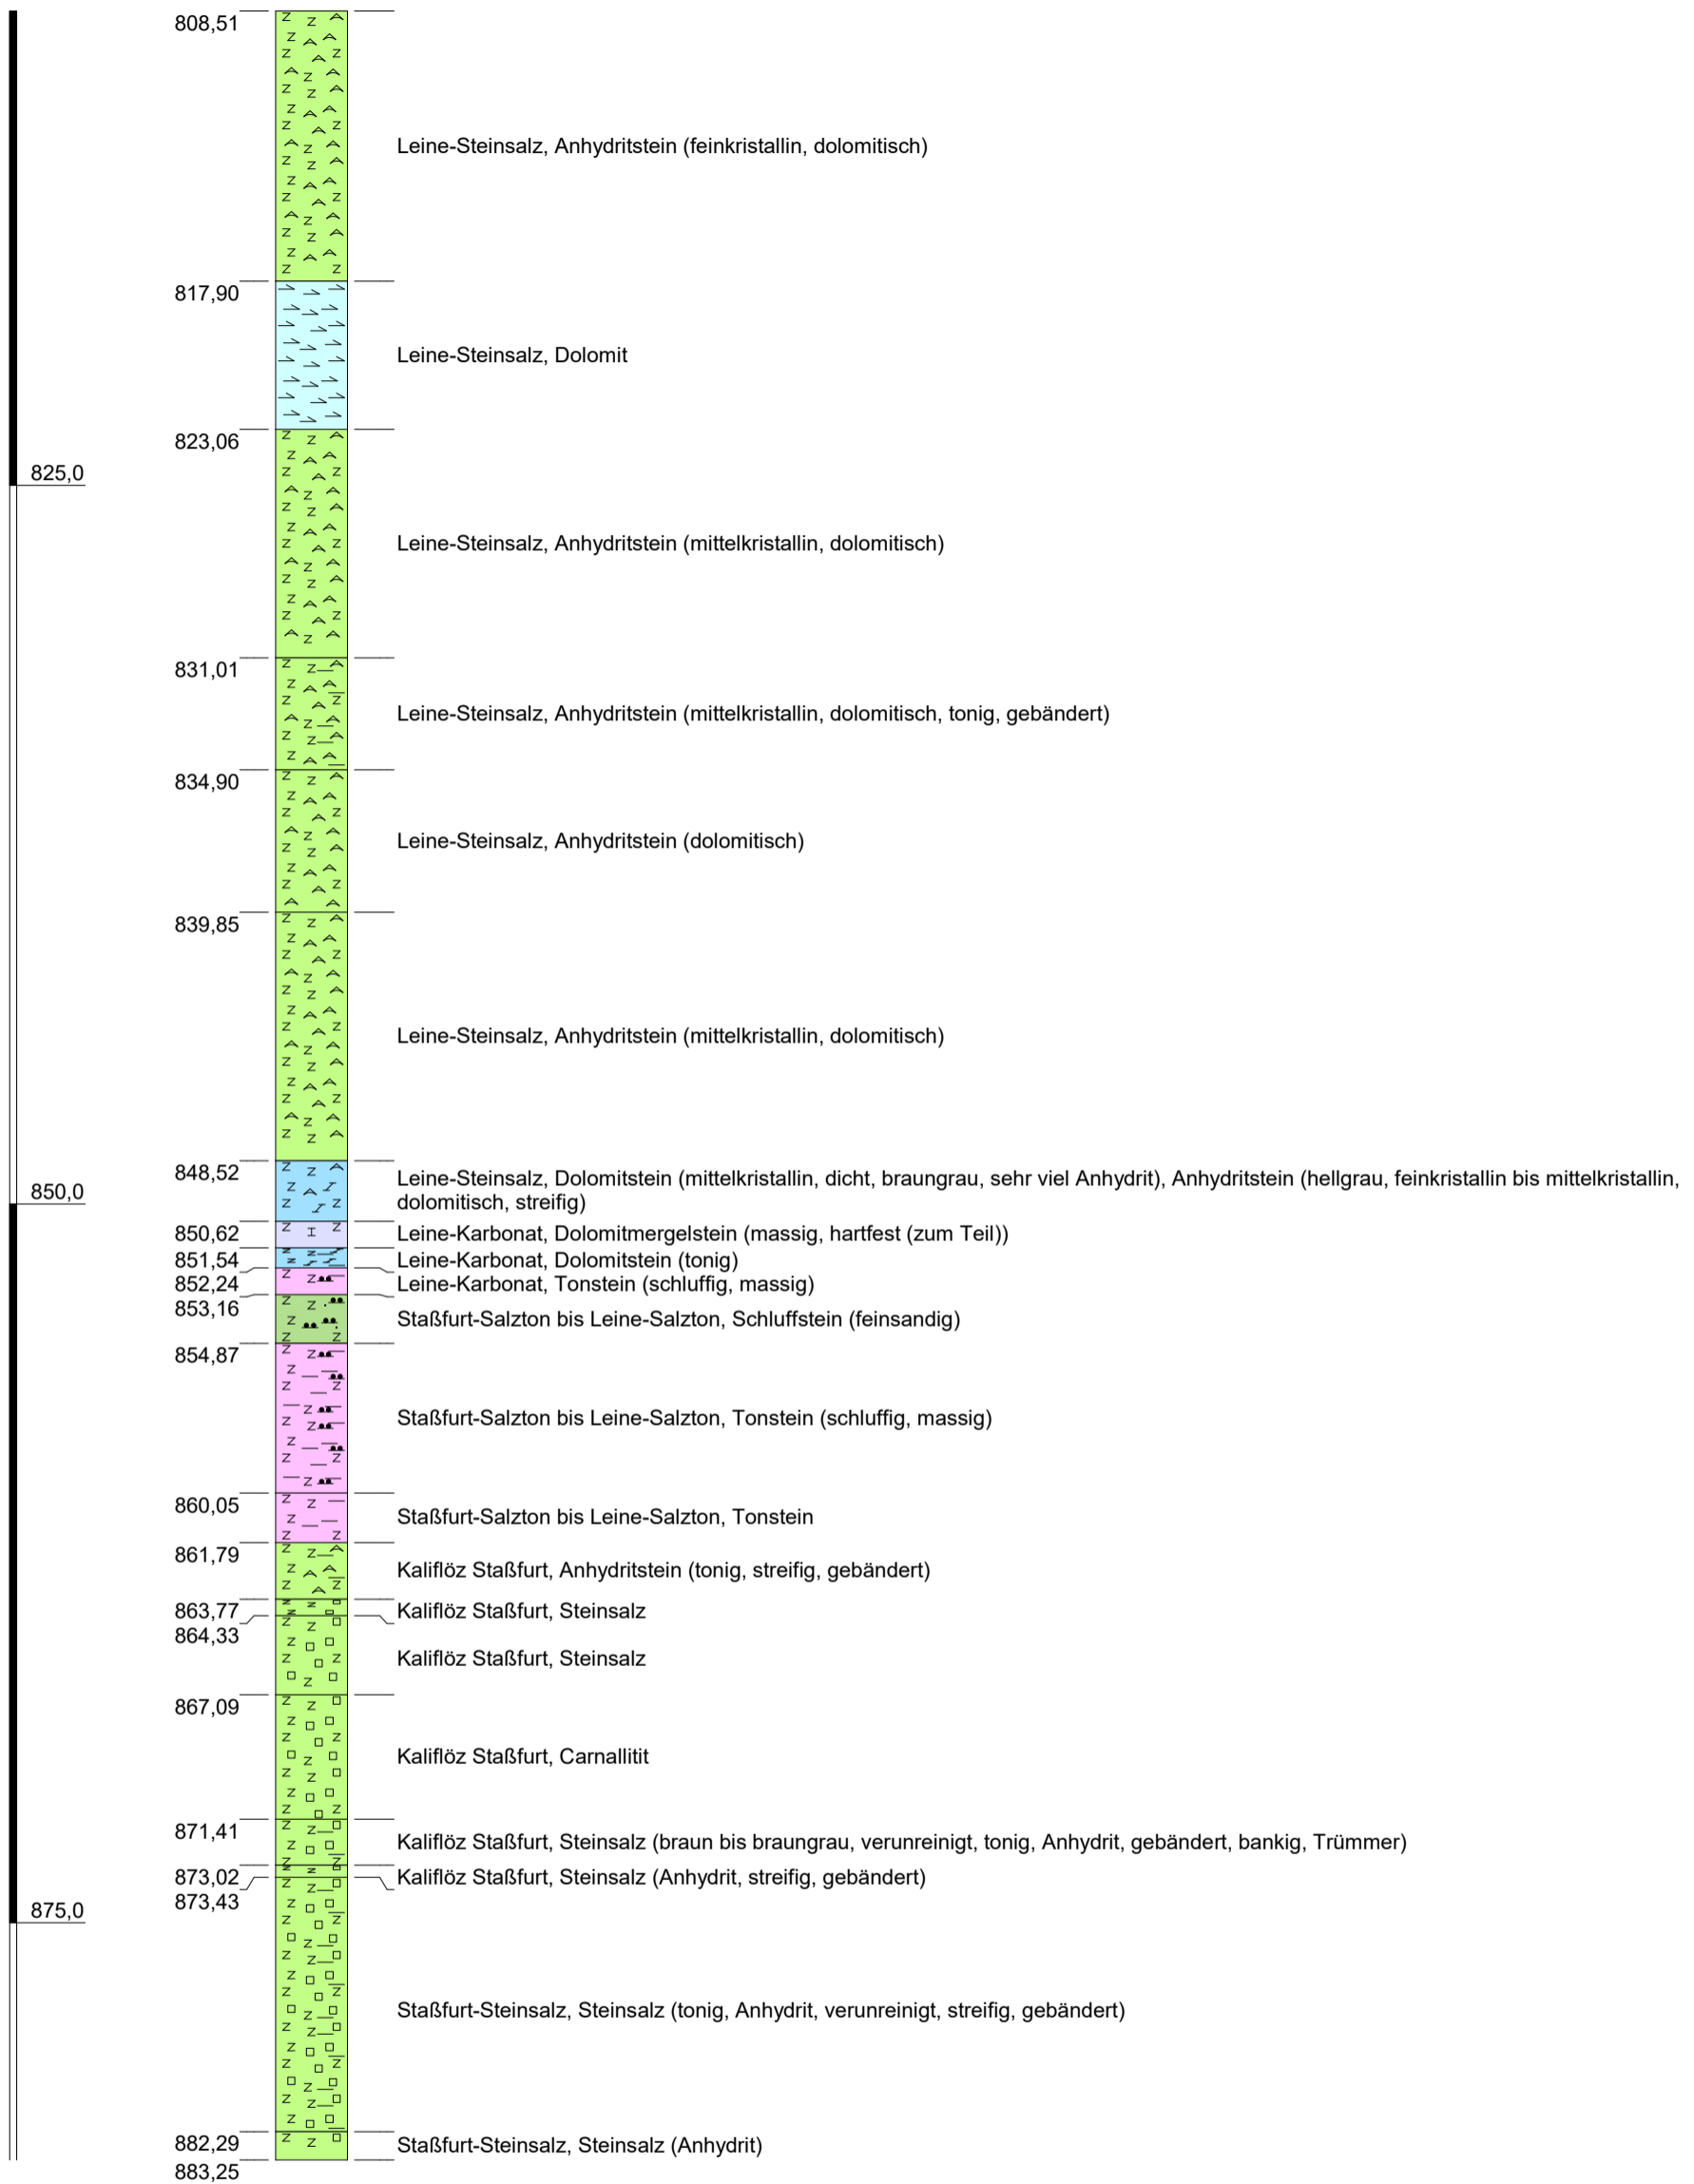 808,51
Leine-Steinsalz, Anhydritstein (feinkristallin, dolomitisch)
817,90
Leine-Steinsalz, Dolomit
823,06
825,0
Leine-Steinsalz, Anhydritstein (mittelkristallin, dolomitisch)
831,01
Leine-Steinsalz, Anhydritstein (mittelkristallin, dolomitisch, tonig, gebändert)
834,90
Leine-Steinsalz, Anhydritstein (dolomitisch)
839,85
Leine-Steinsalz, Anhydritstein (mittelkristallin, dolomitisch)
848,52
Leine-Steinsalz, Dolomitstein (mittelkristallin, dicht, braungrau, sehr viel Anhydrit), Anhydritstein (hellgrau, feinkristallin bis mittelkristallin,
dolomitisch, streifig)
850,0
850,62
Leine-Karbonat, Dolomitmergelstein (massig, hartfest (zum Teil))
851,54
Leine-Karbonat, Dolomitstein (tonig)
852,24
Leine-Karbonat, Tonstein (schluffig, massig)
853,16
Staßfurt-Salzton bis Leine-Salzton, Schluffstein (feinsandig)
854,87
Staßfurt-Salzton bis Leine-Salzton, Tonstein (schluffig, massig)
860,05
Staßfurt-Salzton bis Leine-Salzton, Tonstein
861,79
Kaliflöz Staßfurt, Anhydritstein (tonig, streifig, gebändert)
863,77
Kaliflöz Staßfurt, Steinsalz
864,33
Kaliflöz Staßfurt, Steinsalz
867,09
Kaliflöz Staßfurt, Carnallitit
871,41
Kaliflöz Staßfurt, Steinsalz (braun bis braungrau, verunreinigt, tonig, Anhydrit, gebändert, bankig, Trümmer)
873,02
Kaliflöz Staßfurt, Steinsalz (Anhydrit, streifig, gebändert)
873,43
875,0
Staßfurt-Steinsalz, Steinsalz (tonig, Anhydrit, verunreinigt, streifig, gebändert)
882,29
Staßfurt-Steinsalz, Steinsalz (Anhydrit)
883,25